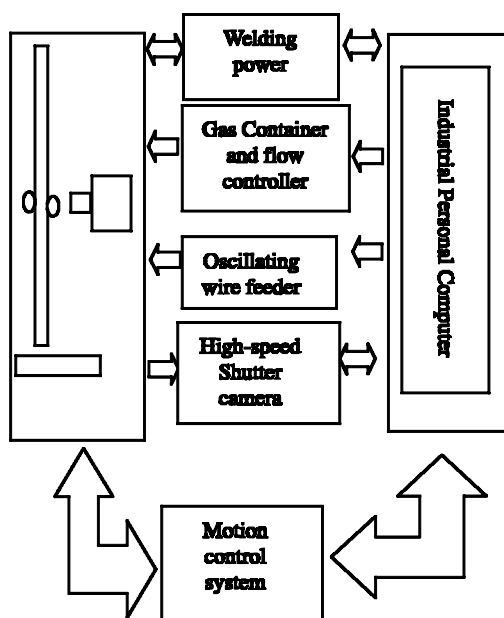 Welding
power
Gas Container
and flow
controller
Oscillating
wire feeder
High-speed
Shutter
camera
Industrial Personal Computer
Motion
control
system